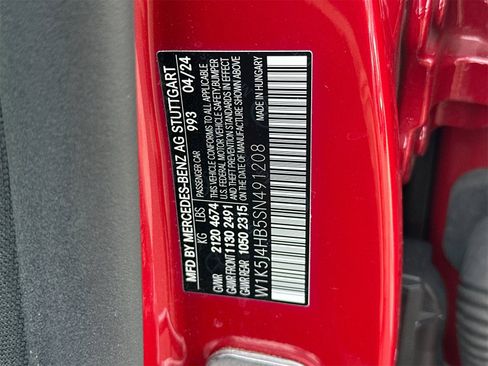 MFD BY MERCEDES-BENZ AG STUTTGART
993 04/24
KG LBS PASSENGER CAR
GVWR 2120 4674 THIS VEHICLE CONFORMS TO ALL APPLICABLE
GAWR FRONT 1130 2491 U.S. FEDERAL MOTOR VEHICLE SAFETY, BUMPER
GAWR REAR 1050 2315 AND THEFT PREVENTION STANDARDS IN EFFECT
ON THE DATE OF MANUFACTURE SHOWN ABOVE
W1K5J4HB5SN491208 MADE IN HUNGARY